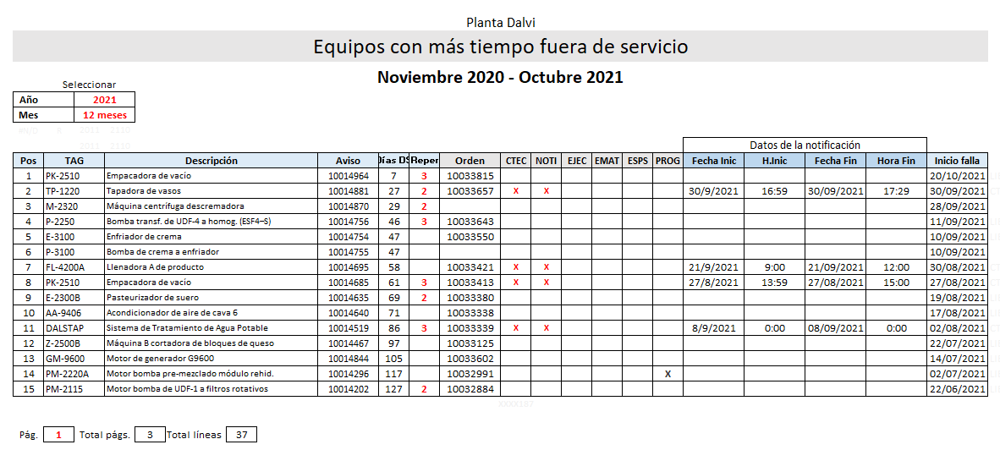 Planta Dalvi
Equipos con más tiempo fuera de servicio
Noviembre 2020 - Octubre 2021
Seleccionar
Año 2021
Mes 12 meses
2011 2110
2011 2110
Datos de la notificación
Pos TAG Descripción Aviso Días DS Reper Orden CTEC NOTI EJEC EMAT ESPS PROG Fecha Inic H.Inic Fecha Fin Hora Fin Inicio falla
1 PK-2510 Empacadora de vacío 10014964 7 3 10033815 20/10/2021
2 TP-1220 Tapadora de vasos 10014881 27 2 10033657 X X 30/9/2021 16:59 30/09/2021 17:29 30/09/2021
3 M-2320 Máquina centrífuga descremadora 10014870 29 2 28/09/2021
4 P-2250 Bomba transf. de UDF-4 a homog. (ESF4-S) 10014756 46 3 10033643 11/09/2021
5 E-3100 Enfriador de crema 10014754 47 10033550 10/09/2021
6 P-3100 Bomba de crema a enfriador 10014755 47 10/09/2021
7 FL-4200A Llenadora A de producto 10014695 58 10033421 X X 21/9/2021 9:00 21/09/2021 12:00 30/08/2021
8 PK-2510 Empacadora de vacío 10014685 61 3 10033413 X X 27/8/2021 13:59 27/08/2021 15:00 27/08/2021
9 E-2300B Pasteurizador de suero 10014635 69 2 10033380 19/08/2021
10 AA-9406 Acondicionador de aire de cava 6 10014640 71 10033338 17/08/2021
11 DALSTAP Sistema de Tratamiento de Agua Potable 10014519 86 3 10033339 X X 8/9/2021 0:00 08/09/2021 0:00 02/08/2021
12 Z-2500B Máquina B cortadora de bloques de queso 10014467 97 10033125 22/07/2021
13 GM-9600 Motor de generador G9600 10014844 105 10033602 14/07/2021
14 PM-2220A Motor bomba pre-mezclado módulo rehid. 10014296 117 10032991 X 02/07/2021
15 PM-2115 Motor bomba de UDF-1 a filtros rotativos 10014202 127 2 10032884 22/06/2021
XXXX182
Pág. 1 Total págs. 3 Total líneas 37